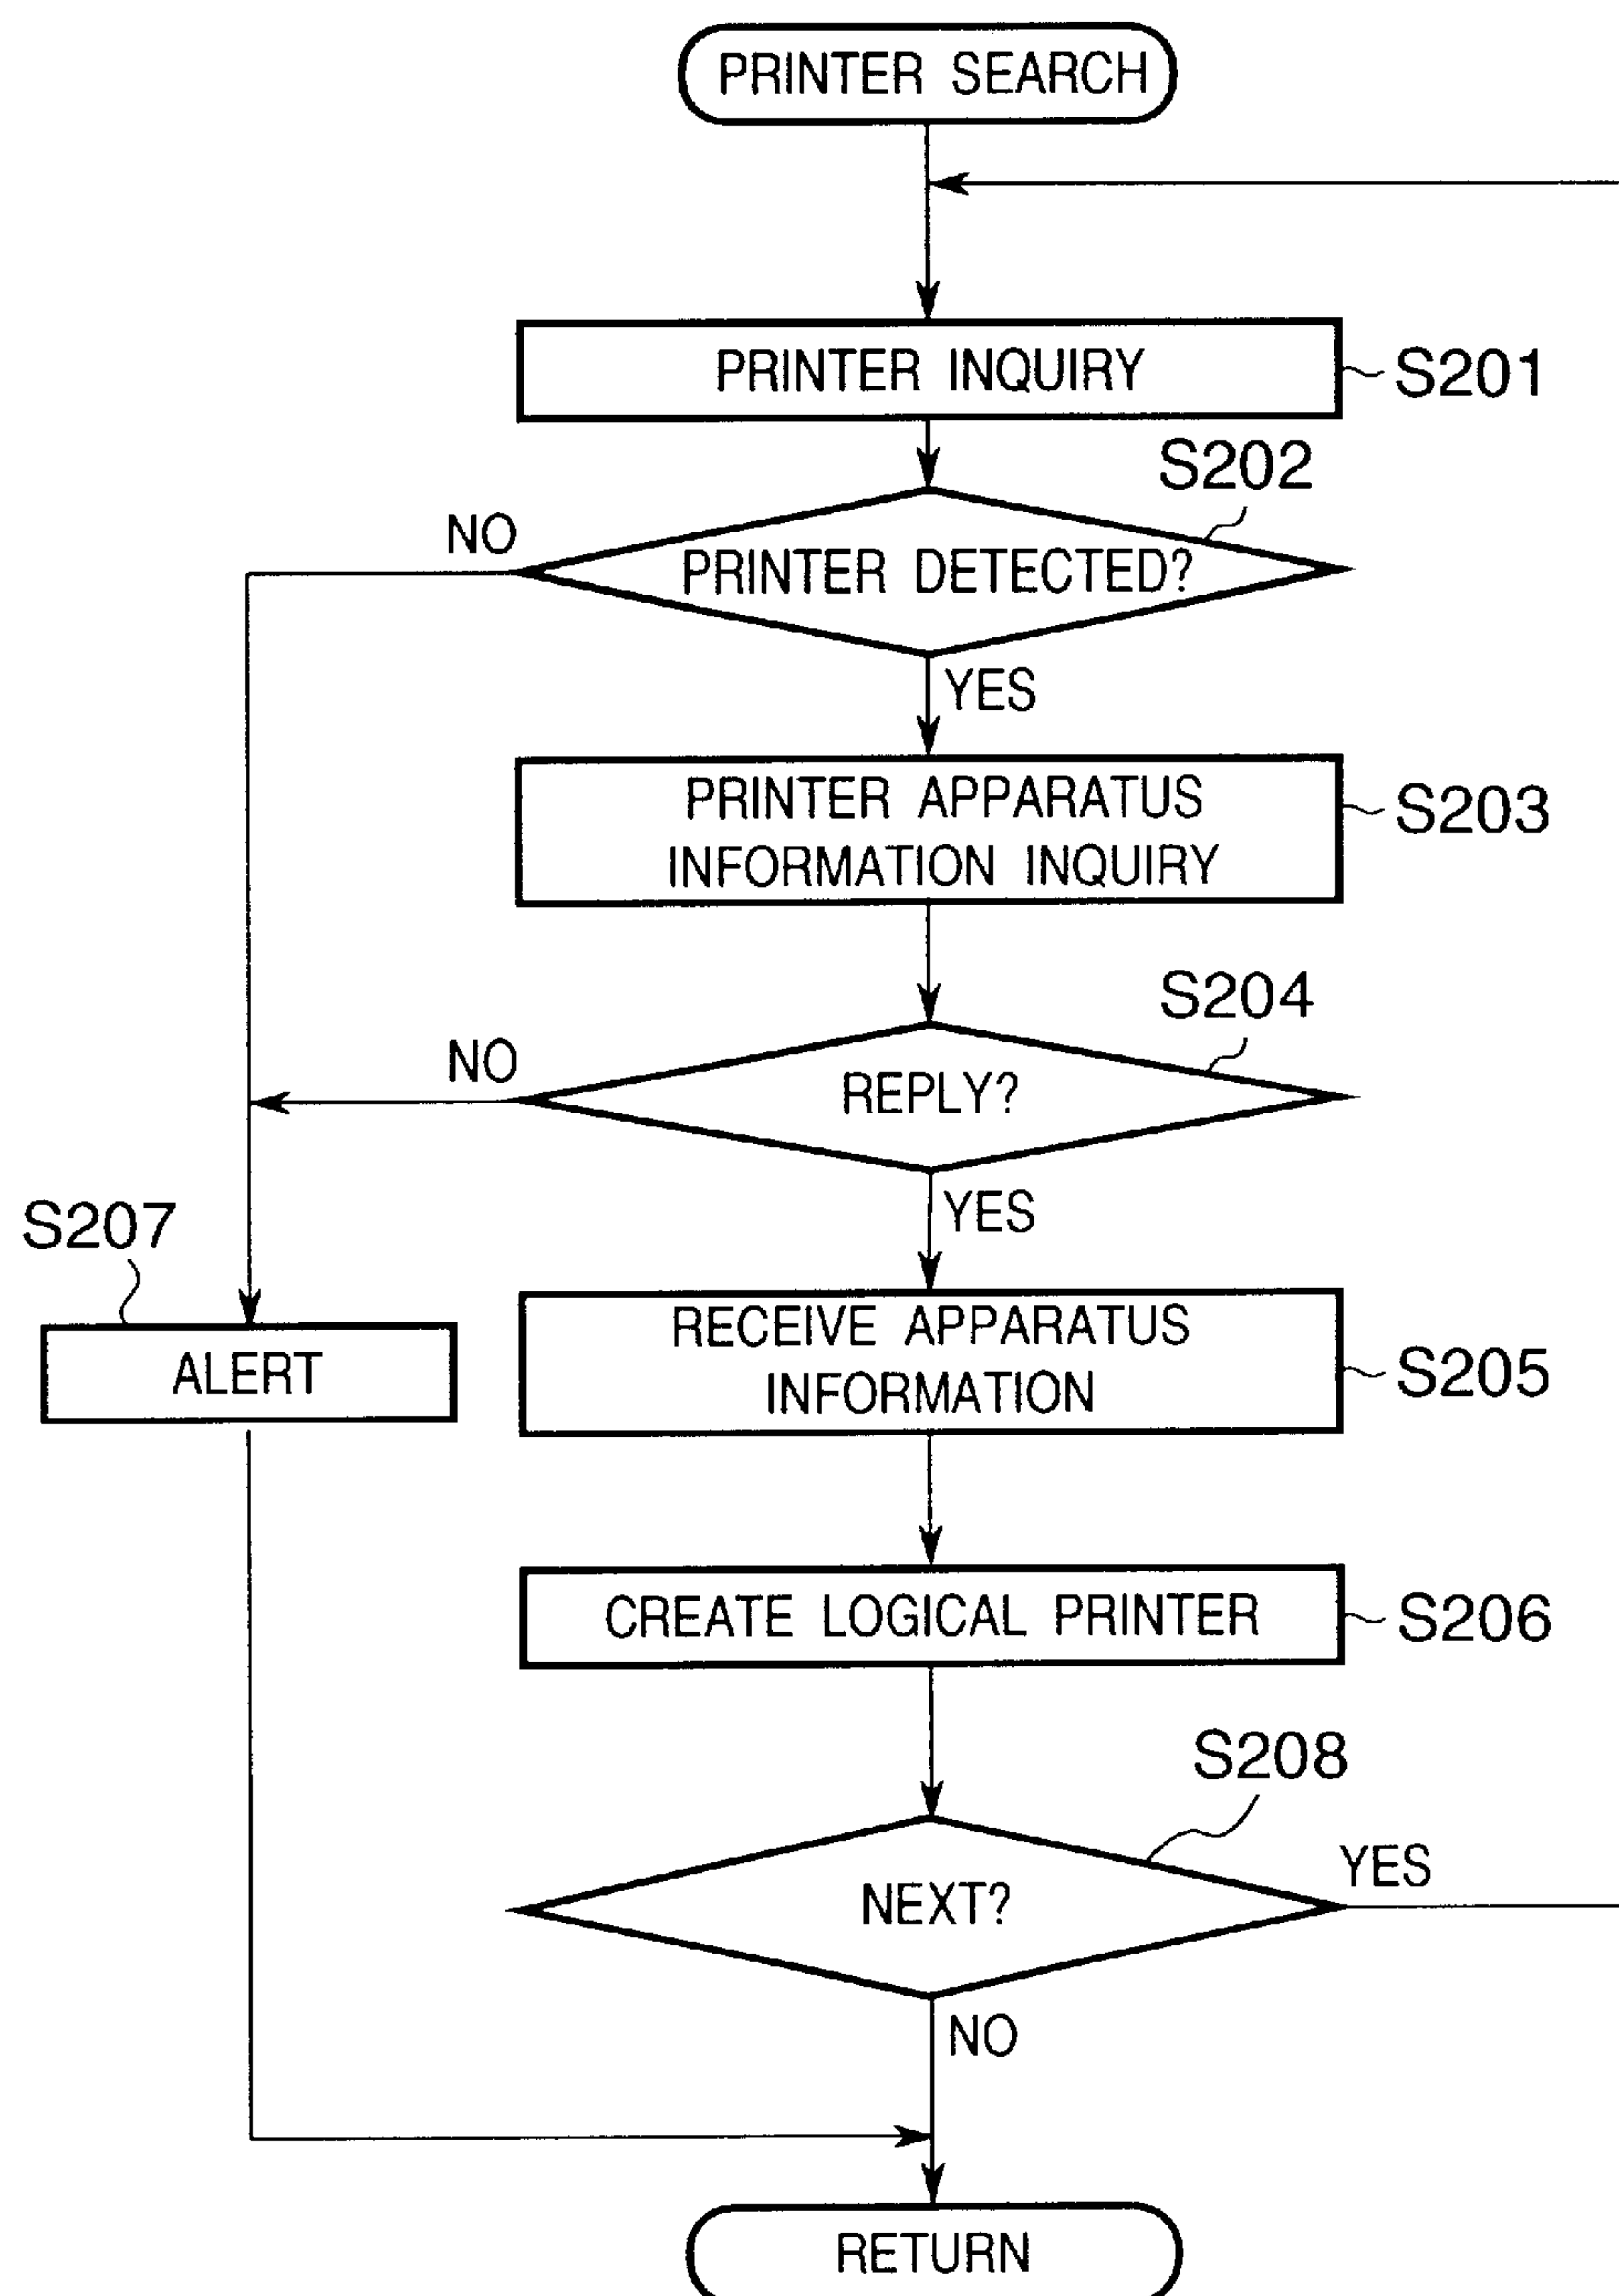 PRINTER SEARCH
PRINTER INQUIRY
S201
S202
NO
PRINTER DETECTED?
YES
PRINTER APPARATUS
INFORMATION INQUIRY
S203
S204
NO
REPLY?
YES
S207
ALERT
RECEIVE APPARATUS
INFORMATION
S205
CREATE LOGICAL PRINTER
S206
S208
YES
NEXT?
NO
RETURN